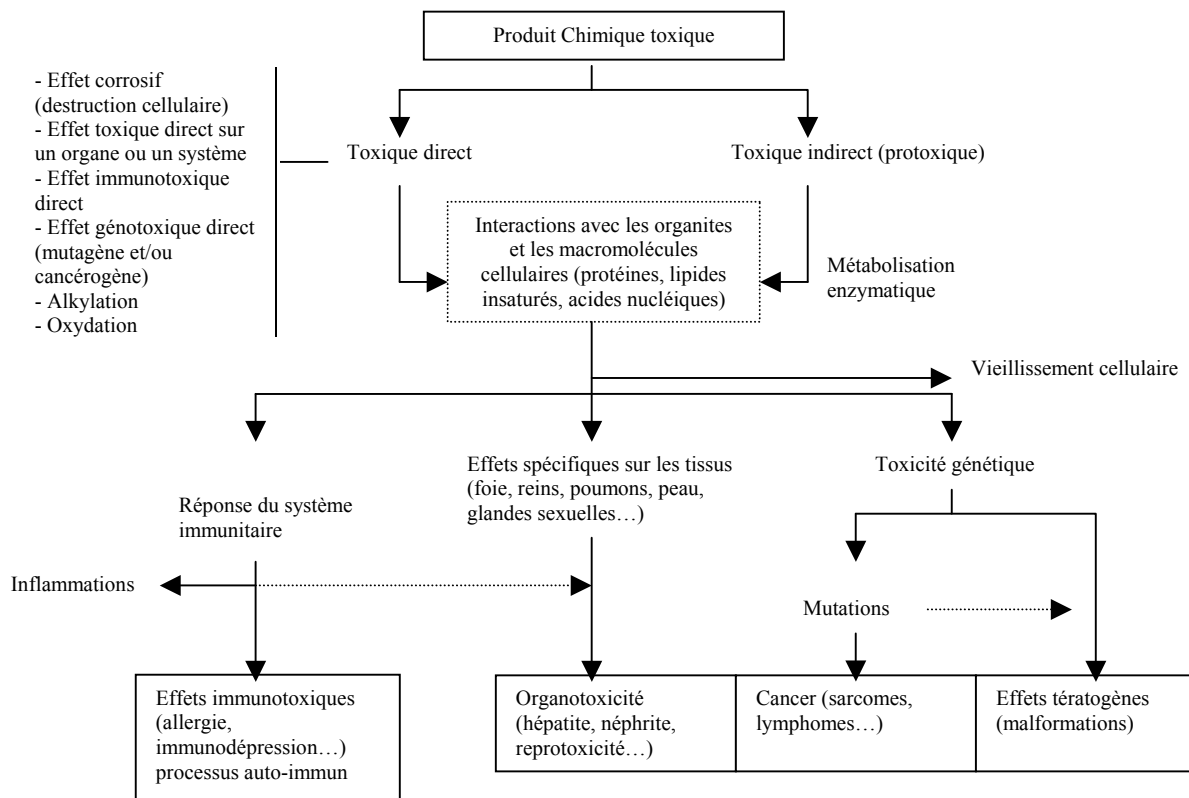 Produit Chimique toxique
- Effet corrosif
(destruction cellulaire)
- Effet toxique direct sur
un organe ou un système
- Effet immunotoxique
direct
- Effet génotoxique direct
(mutagène et/ou
cancérogène)
- Alkylation
- Oxydation
Toxique direct
Toxique indirect (protoxique)
Interactions avec les organites
et les macromolécules
cellulaires (protéines, lipides
insaturés, acides nucléiques)
Métabolisation
enzymatique
Vieillissement cellulaire
Réponse du système
immunitaire
Effets spécifiques sur les tissus
(foie, reins, poumons, peau,
glandes sexuelles…)
Toxicité génétique
Inflammations
Mutations
Effets immunotoxiques
(allergie,
immunodépression…)
processus auto-immun
Organotoxicité
(hépatite, néphrite,
reprotoxicité…)
Cancer (sarcomes,
lymphomes…)
Effets tératogènes
(malformations)